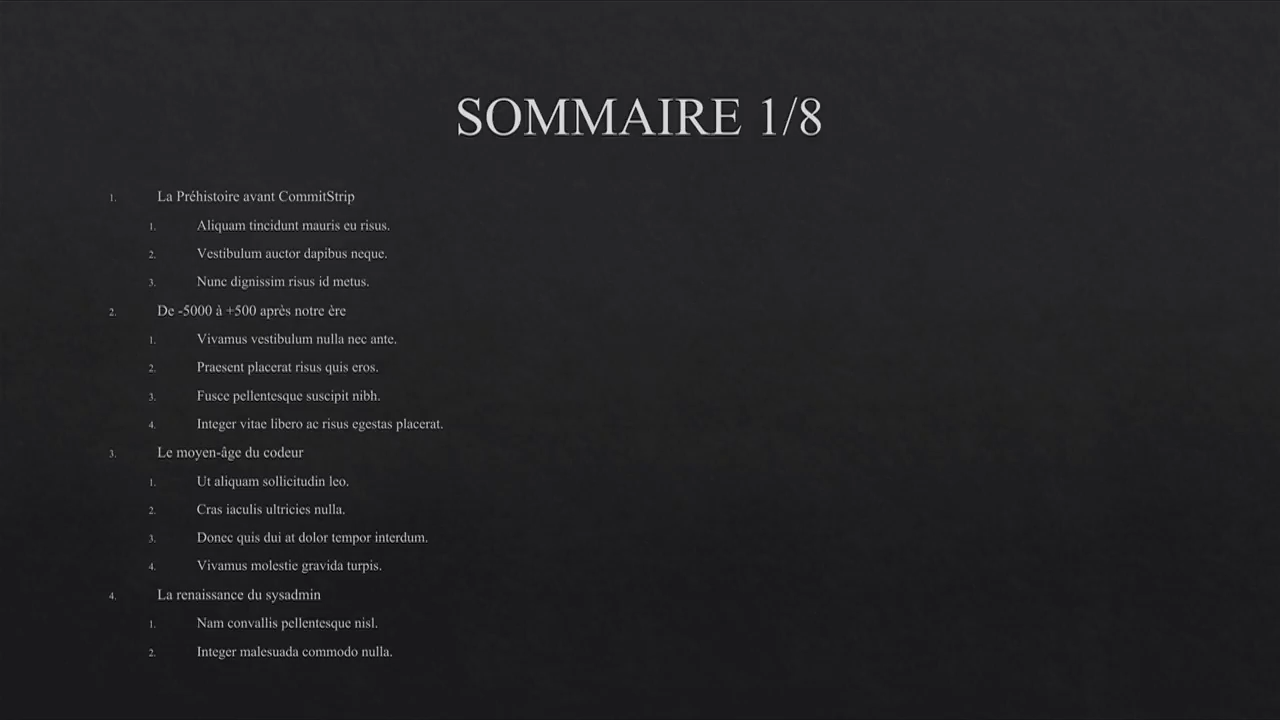 SOMMAIRE 1/8
1. La Préhistoire avant CommitStrip
1. Aliquam tincidunt mauris eu risus.
2. Vestibulum auctor dapibus neque.
3. Nunc dignissim risus id metus.
2. De -5000 à +500 après notre ère
1. Vivamus vestibulum nulla nec ante.
2. Praesent placerat risus quis eros.
3. Fusce pellentesque suscipit nibh.
4. Integer vitae libero ac risus egestas placerat.
3. Le moyen-âge du codeur
1. Ut aliquam sollicitudin leo.
2. Cras iaculis ultricies nulla.
3. Donec quis dui at dolor tempor interdum.
4. Vivamus molestie gravida turpis.
4. La renaissance du sysadmin
1. Nam convallis pellentesque nisl.
2. Integer malesuada commodo nulla.